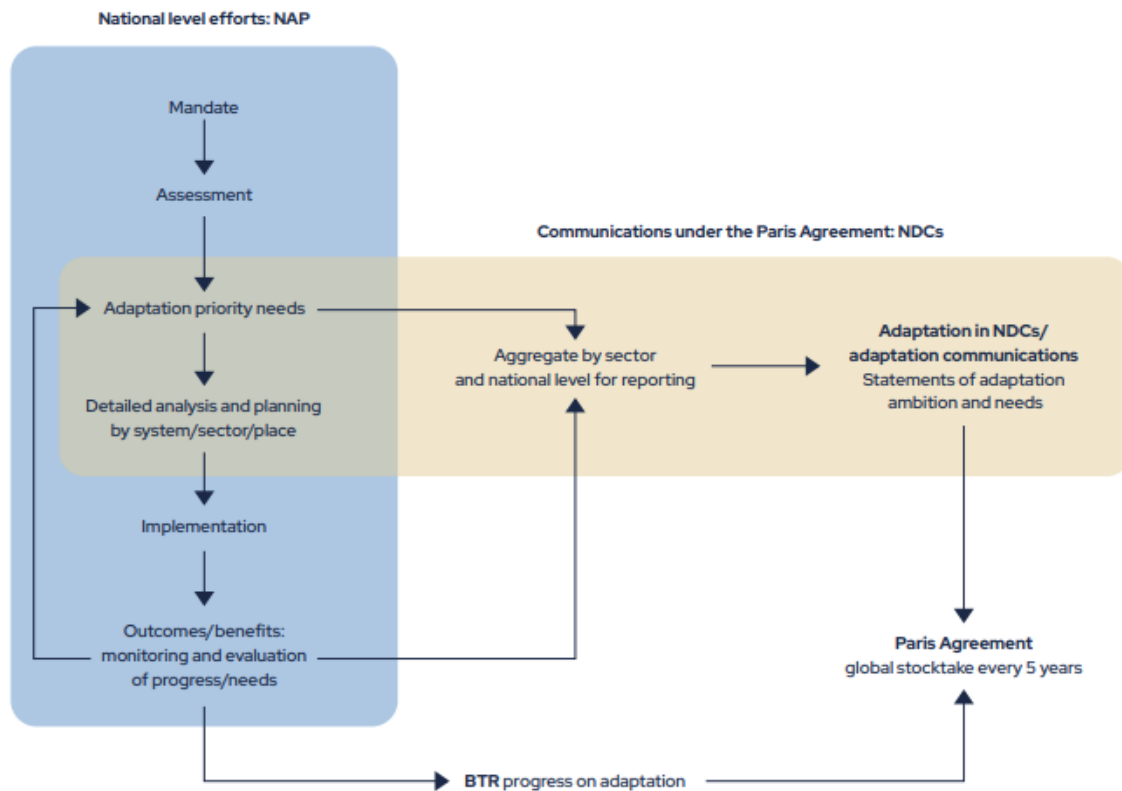 National level efforts: NAP
Mandate
Assessment
Communications under the Paris Agreement: NDCs
Adaptation priority needs
Detailed analysis and planning
by system/sector/place
Aggregate by sector
and national level for reporting
Adaptation in NDCs/
adaptation communications
Statements of adaptation
ambition and needs
Implementation
Outcomes/benefits:
monitoring and evaluation
of progress/needs
Paris Agreement
global stocktake every 5 years
BTR progress on adaptation